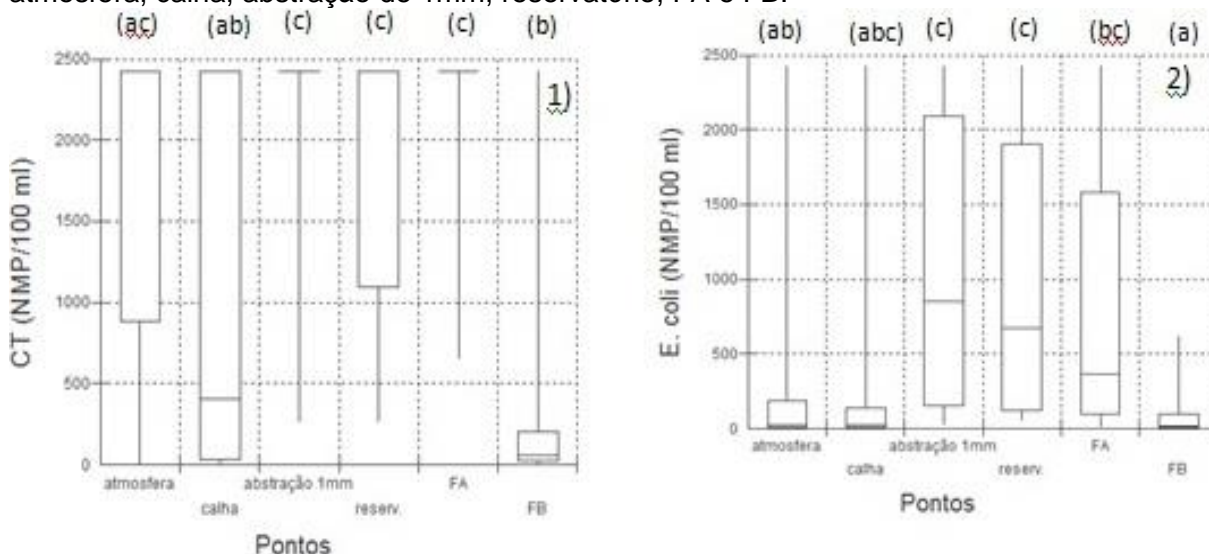 atmosfera, calha, abstração de 1mm, reservatório, FA e FB.
(ac) (ab) (c) (c) (c) (b)
1)
2500
2000
1500
1000
500
0
CT (NMP/100 ml)
atmosfera abstração 1mm FA
calha reserv. FB
Pontos
(ab) (abc) (c) (c) (bc) (a)
2)
2500
2000
1500
1000
500
0
E. coli (NMP/100 ml)
atmosfera abstração 1mm FA
calha reserv. FB
Pontos